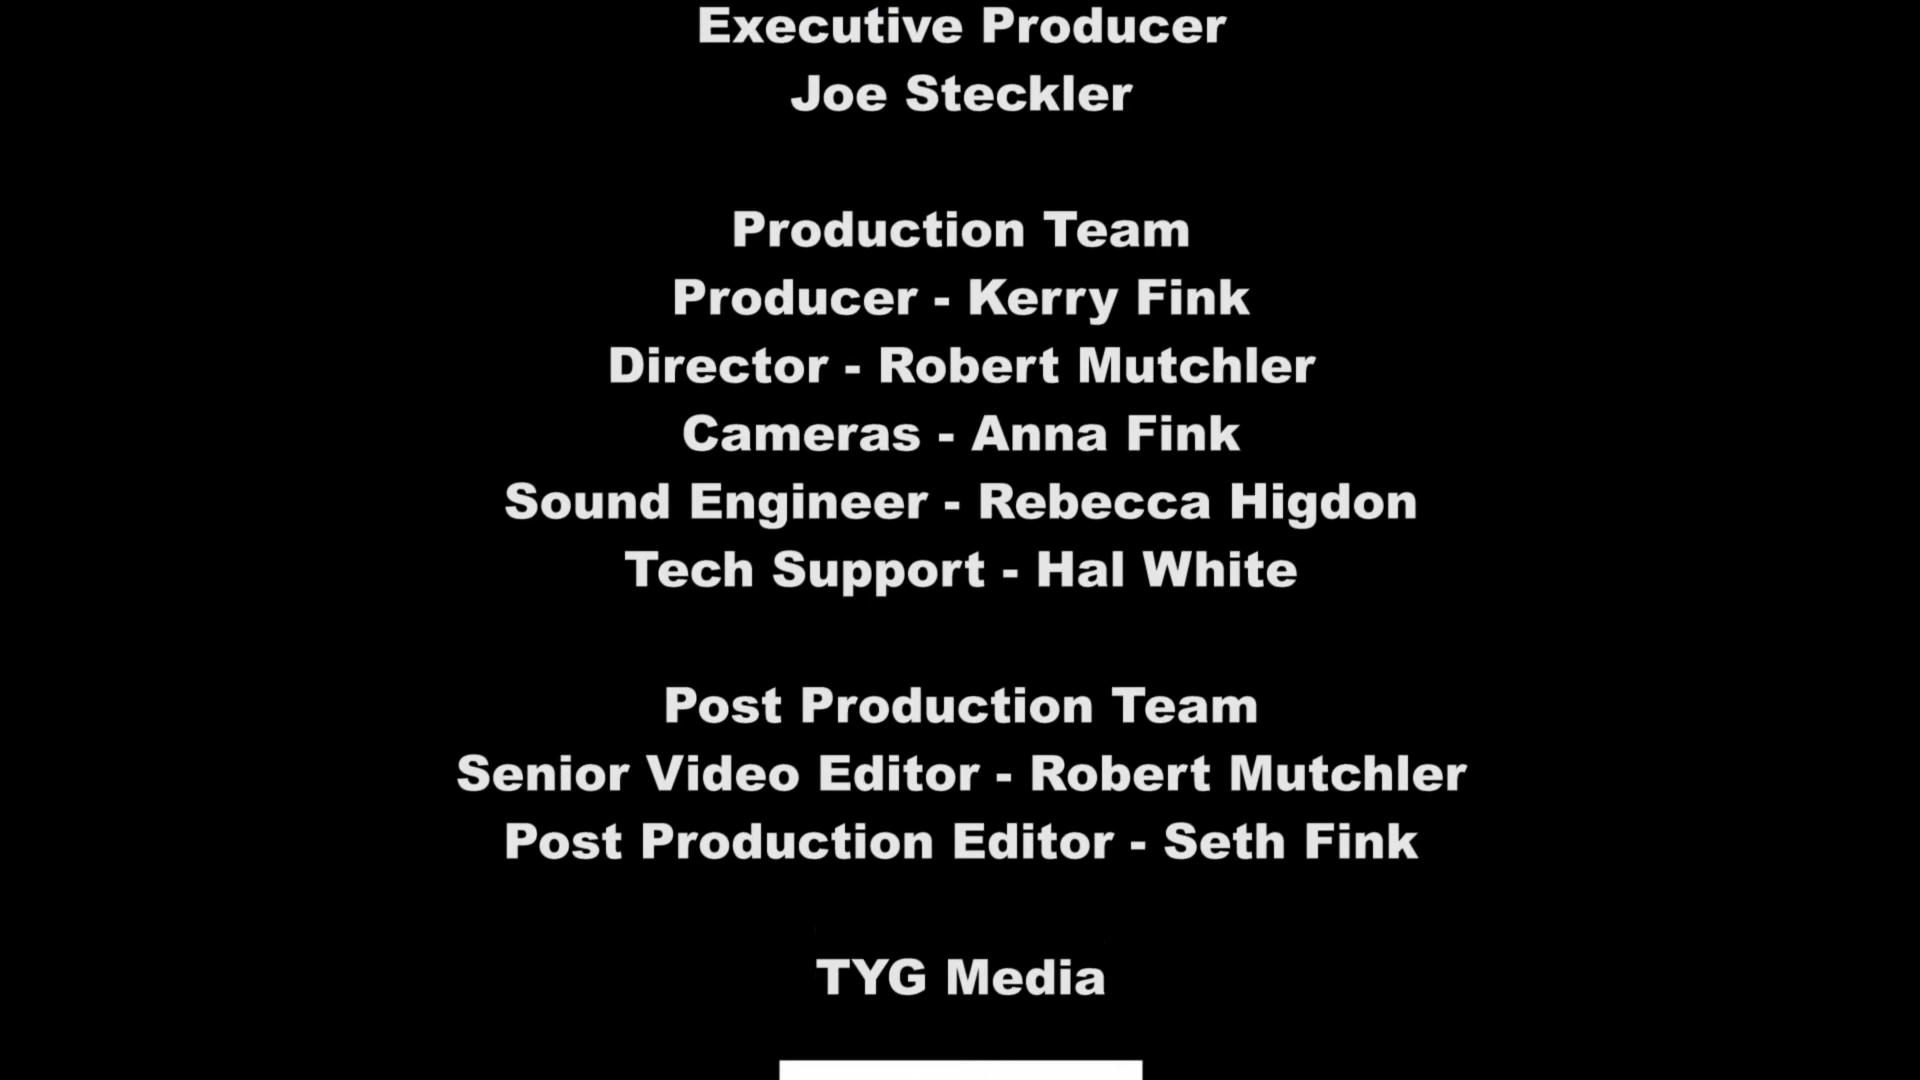 Executive Producer
Joe Steckler
Production Team
Producer - Kerry Fink
Director - Robert Mutchler
Cameras - Anna Fink
Sound Engineer - Rebecca Higdon
Tech Support - Hal White
Post Production Team
Senior Video Editor - Robert Mutchler
Post Production Editor - Seth Fink
TYG Media